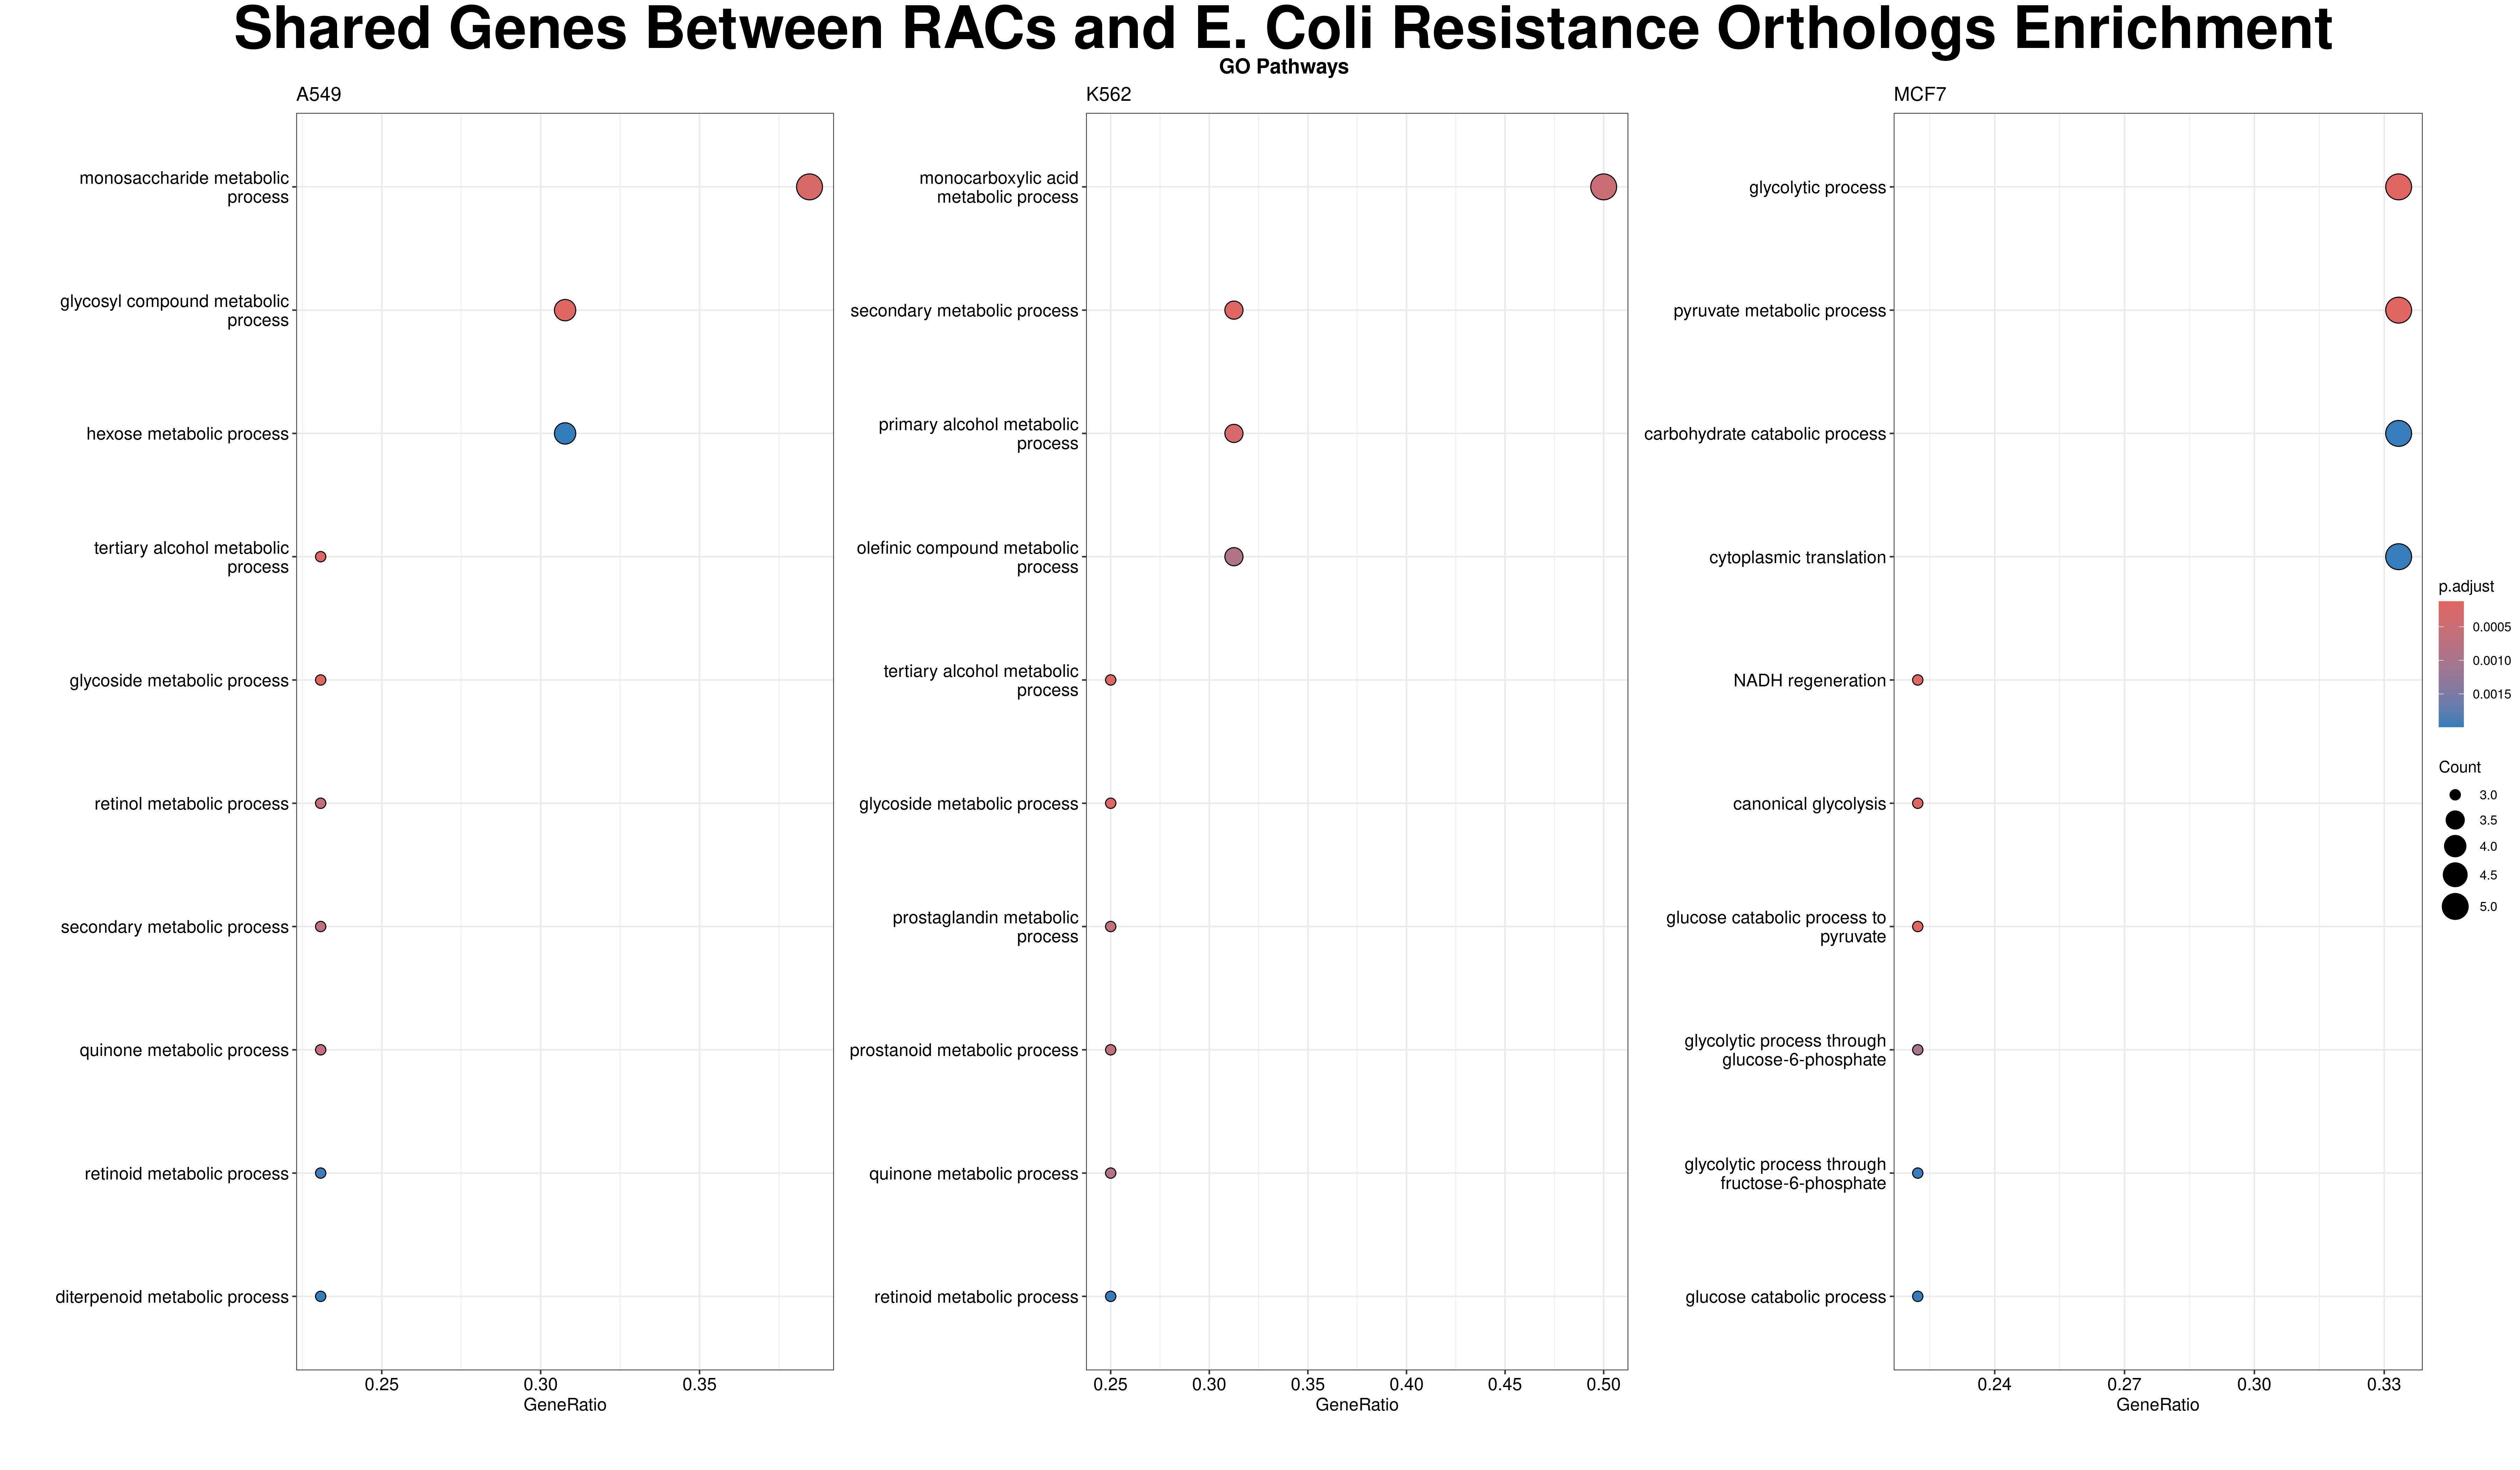 Shared Genes Between RACs and E. Coli Resistance Orthologs Enrichment
GO Pathways
A549
monosaccharide metabolic
process
glycosyl compound metabolic
process
hexose metabolic process
tertiary alcohol metabolic
process
glycoside metabolic process
retinol metabolic process
secondary metabolic process
quinone metabolic process
retinoid metabolic process
diterpenoid metabolic process
0.25 0.30 0.35
GeneRatio
K562
monocarboxylic acid
metabolic process
secondary metabolic process
primary alcohol metabolic
process
olefinic compound metabolic
process
tertiary alcohol metabolic
process
glycoside metabolic process
prostaglandin metabolic
process
prostanoid metabolic process
quinone metabolic process
retinoid metabolic process
0.25 0.30 0.35 0.40 0.45 0.50
GeneRatio
MCF7
glycolytic process
pyruvate metabolic process
carbohydrate catabolic process
cytoplasmic translation
NADH regeneration
canonical glycolysis
glucose catabolic process to
pyruvate
glycolytic process through
glucose-6-phosphate
glycolytic process through
fructose-6-phosphate
glucose catabolic process
0.24 0.27 0.30 0.33
GeneRatio
p.adjust
0.0005
0.0010
0.0015
Count
3.0
3.5
4.0
4.5
5.0